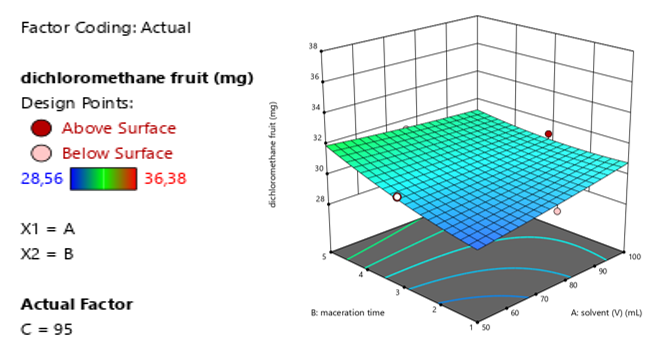 Factor Coding: Actual
dichloromethane fruit (mg)
Design Points:
Above Surface
Below Surface
28,56 36,38
X1 = A
X2 = B
Actual Factor
C = 95
dichloromethane fruit (mg)
38
36
34
32
30
28
5
4
3
2
1
50
60
70
80
90
100
B: maceration time
A: solvent (V) (mL)